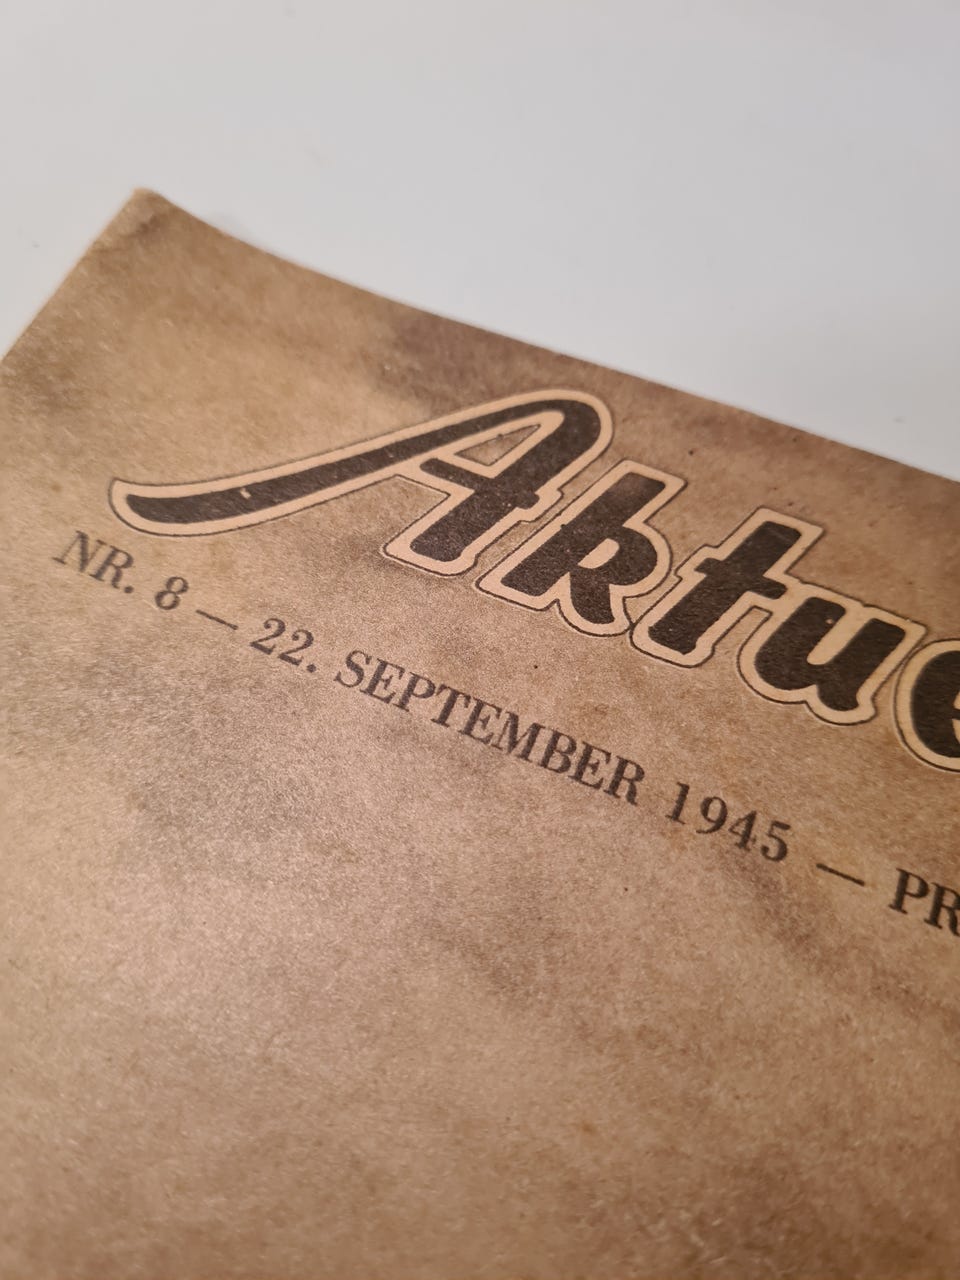 Aktue
NR. 8 — 22. SEPTEMBER 1945 — PR